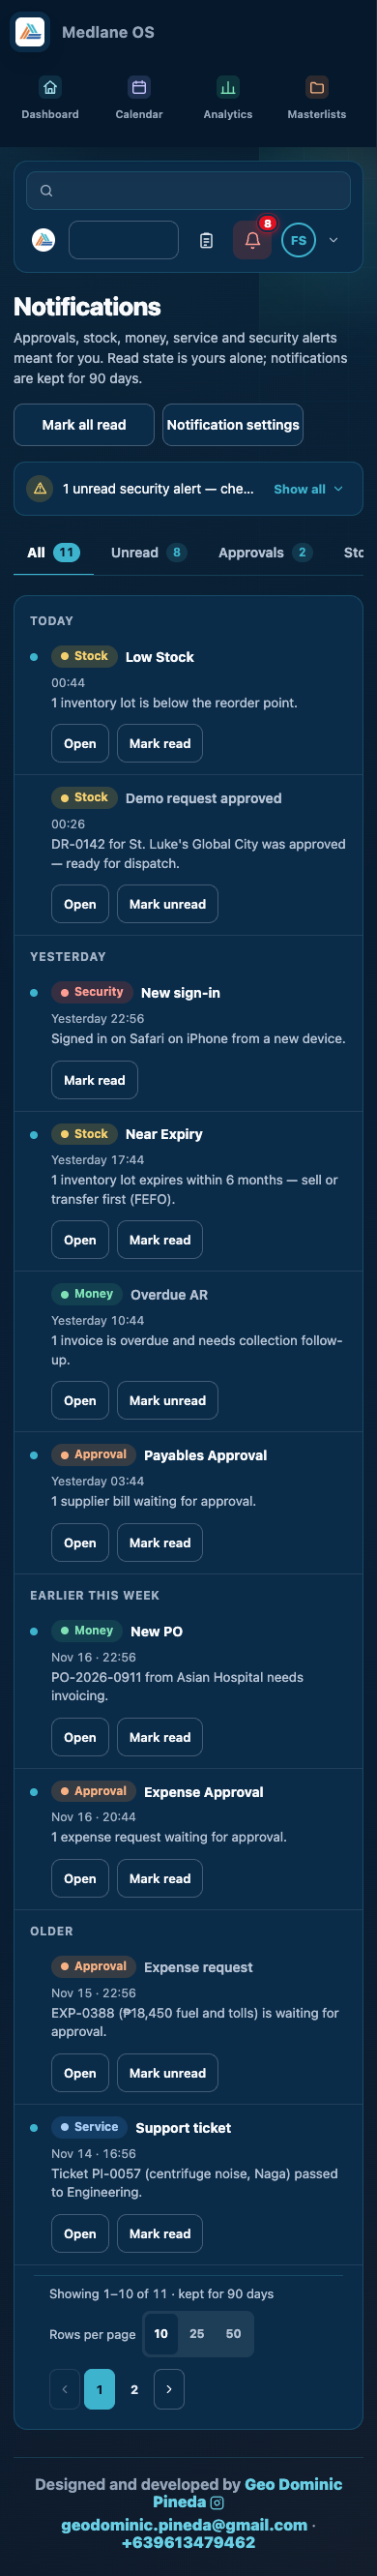 Medlane OS
Dashboard
Calendar
Analytics
Masterlists
8
FS
Notifications
Approvals, stock, money, service and security alerts
meant for you. Read state is yours alone; notifications
are kept for 90 days.
Mark all read
Notification settings
1 unread security alert — che...
Show all
All 11
Unread 8
Approvals 2
Sto
TODAY
Stock Low Stock
00:44
1 inventory lot is below the reorder point.
Open Mark read
Stock Demo request approved
00:26
DR-0142 for St. Luke's Global City was approved
— ready for dispatch.
Open Mark unread
YESTERDAY
Security New sign-in
Yesterday 22:56
Signed in on Safari on iPhone from a new device.
Mark read
Stock Near Expiry
Yesterday 17:44
1 inventory lot expires within 6 months — sell or
transfer first (FEFO).
Open Mark read
Money Overdue AR
Yesterday 10:44
1 invoice is overdue and needs collection follow-
up.
Open Mark unread
Approval Payables Approval
Yesterday 03:44
1 supplier bill waiting for approval.
Open Mark read
EARLIER THIS WEEK
Money New PO
Nov 16 · 22:56
PO-2026-0911 from Asian Hospital needs
invoicing.
Open Mark read
Approval Expense Approval
Nov 16 · 20:44
1 expense request waiting for approval.
Open Mark read
OLDER
Approval Expense request
Nov 15 · 22:56
EXP-0388 (₱18,450 fuel and tolls) is waiting for
approval.
Open Mark unread
Service Support ticket
Nov 14 · 16:56
Ticket PI-0057 (centrifuge noise, Naga) passed
to Engineering.
Open Mark read
Showing 1–10 of 11 · kept for 90 days
Rows per page 10 25 50
1 2
Designed and developed by Geo Dominic
Pineda
geodominic.pineda@gmail.com ·
+639613479462